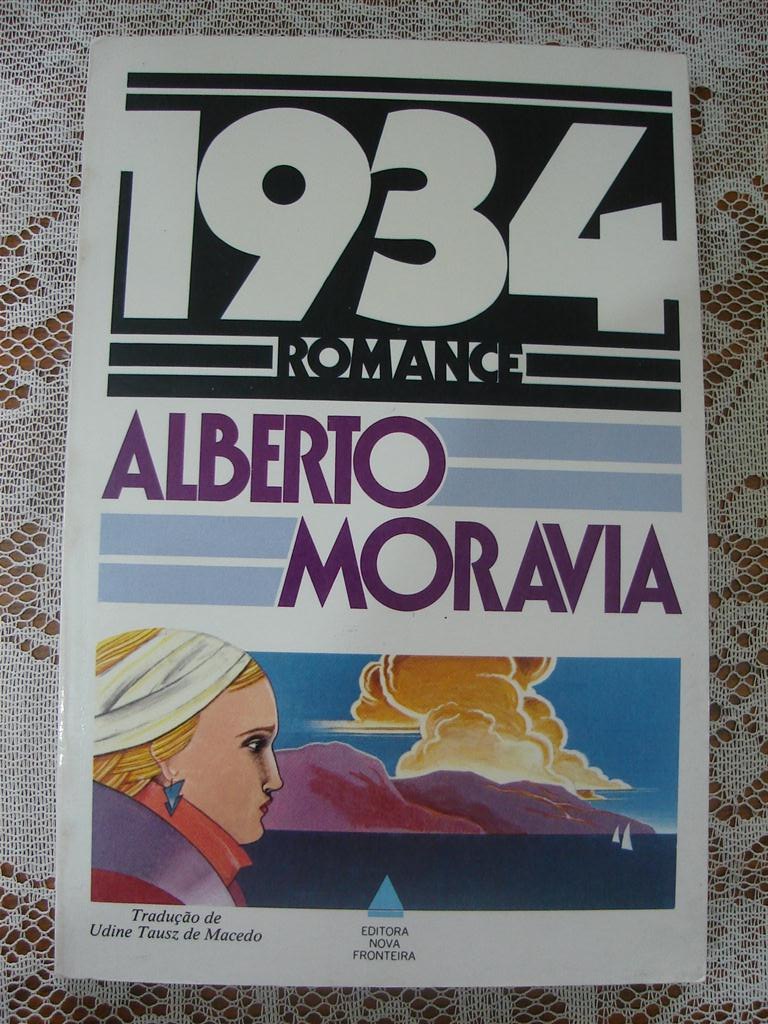 1934
ROMANCE
ALBERTO
MORAVIA
Tradução de
Udine Tausz de Macedo
EDITORA
NOVA
FRONTEIRA